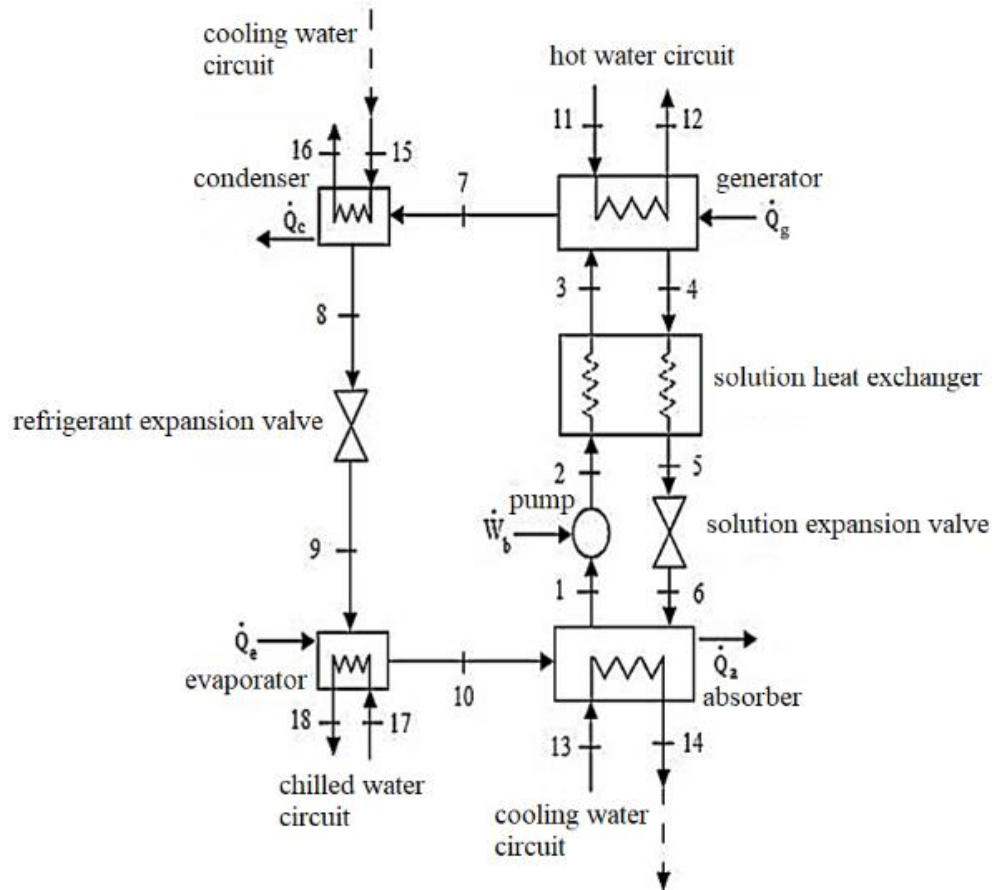 cooling water
circuit
hot water circuit
16
15
11
12
condenser
7
generator
Q̇c
Q̇g
8
3
4
solution heat exchanger
refrigerant expansion valve
2
5
pump
Ẇb
solution expansion valve
9
1
6
Q̇e
Q̇a
evaporator
10
absorber
18
17
13
14
chilled water
circuit
cooling water
circuit